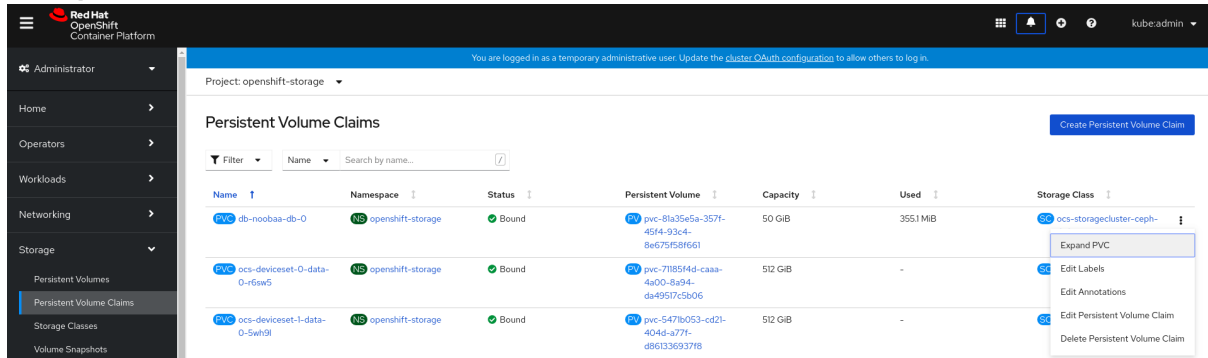 Red Hat
OpenShift
Container Platform
kube:admin
Administrator
You are logged in as a temporary administrative user. Update the cluster OAuth configuration to allow others to log in.
Project: openshift-storage
Home
Operators
Workloads
Networking
Storage
Persistent Volumes
Persistent Volume Claims
Storage Classes
Volume Snapshots
Persistent Volume Claims
Create Persistent Volume Claim
Filter Name Search by name... /
Name Namespace Status Persistent Volume Capacity Used Storage Class
PVC db-noobaa-db-0 NS openshift-storage Bound PV pvc-81a35e5a-357f- 50 GiB 355.1 MiB SC ocs-storagecluster-ceph-
45f4-93c4-
8e675f58f661
PVC ocs-deviceset-0-data- NS openshift-storage Bound PV pvc-71185f4d-caaa- 512 GiB - SC
0-r6sw5 4a00-8a94-
da49517c5b06
PVC ocs-deviceset-1-data- NS openshift-storage Bound PV pvc-5471b053-cd21- 512 GiB - SC
0-5wh9l 404d-a77f-
d861336937f8
Expand PVC
Edit Labels
Edit Annotations
Edit Persistent Volume Claim
Delete Persistent Volume Claim